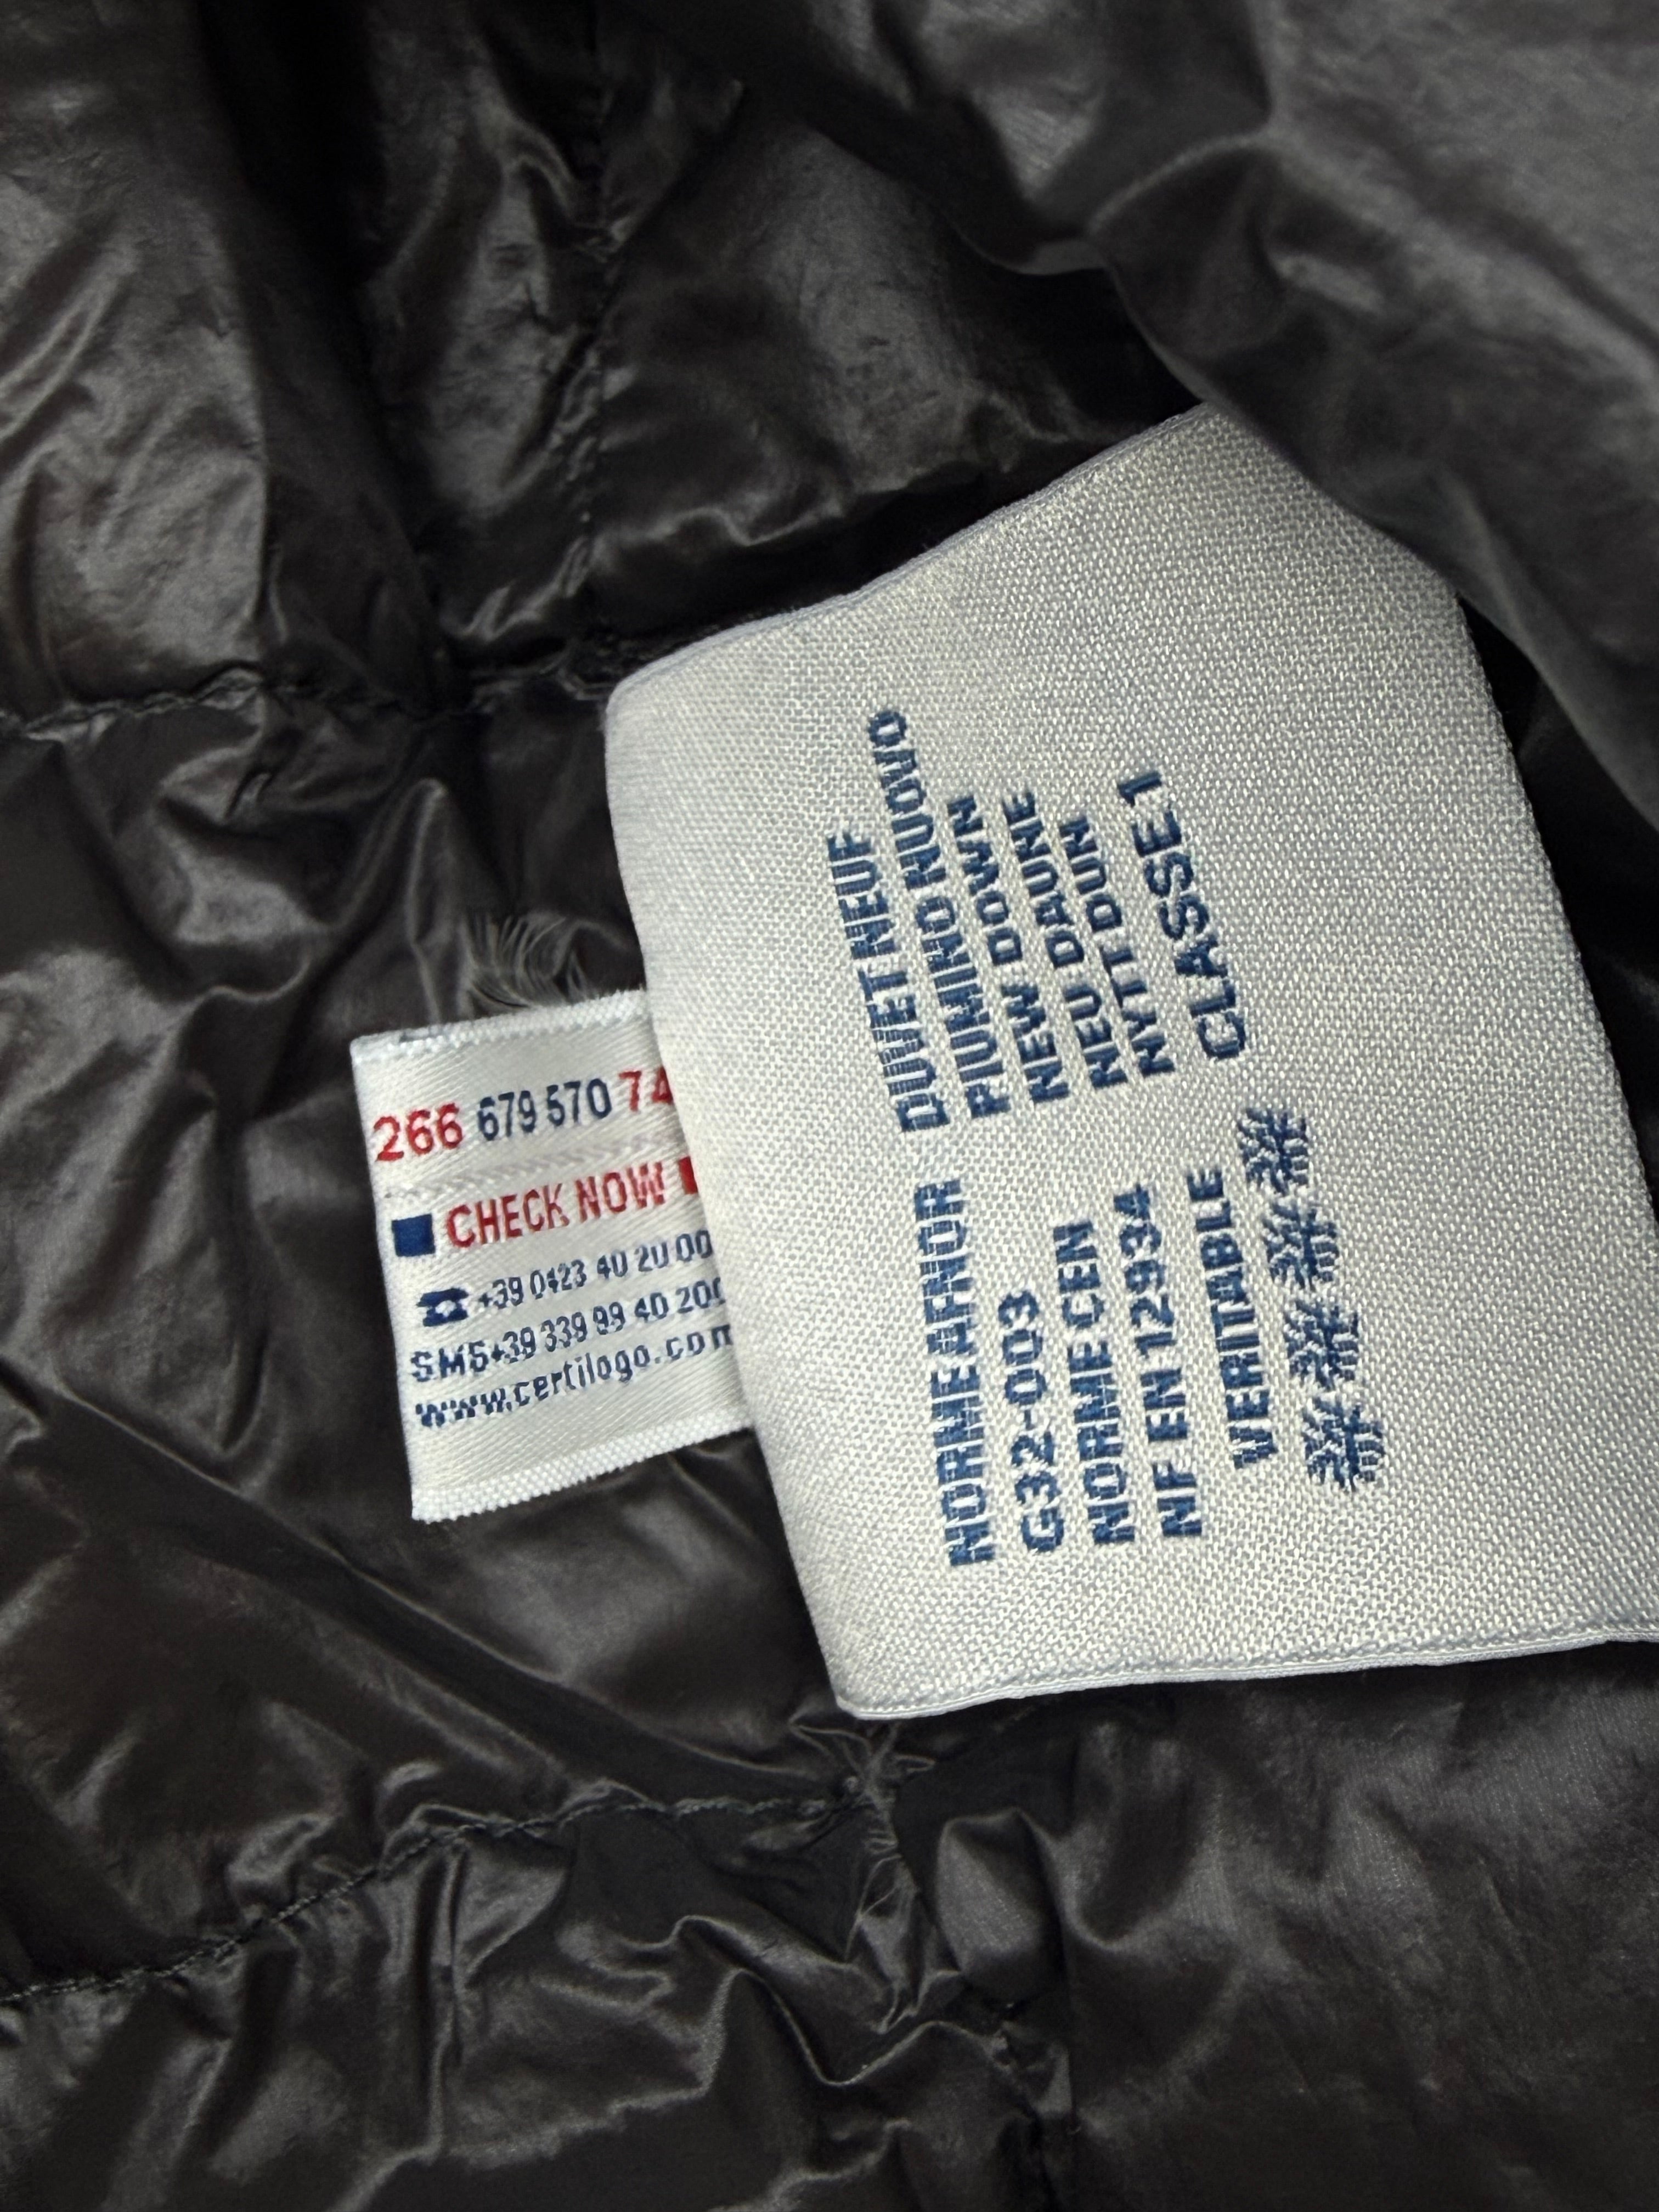 266 679 570 74
CHECK NOW
+39 0423 40 20 00
SMS+39 339 99 40 200
www.certilogo.com
DUVET NEUF
PIUMINO NUOVO
NEW DOWN
NEU DAUNE
NYTT DUN
CLASSE 1
NORME AFNOR
G32-003
NORME CEN
NF EN 12934
VERITABLE